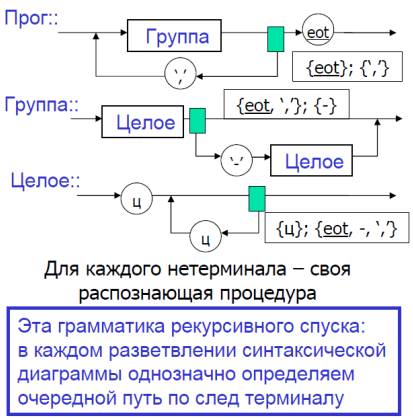 Прог::
Группа
eot
','
{eot}; {','}
Группа::
Целое
{eot, ','}; {-}
'-'
Целое
Целое::
ц
ц
{ц}; {eot, -, ','}
Для каждого нетерминала – своя
распознающая процедура
Эта грамматика рекурсивного спуска:
в каждом разветвлении синтаксической
диаграммы однозначно определяем
очередной путь по след терминалу